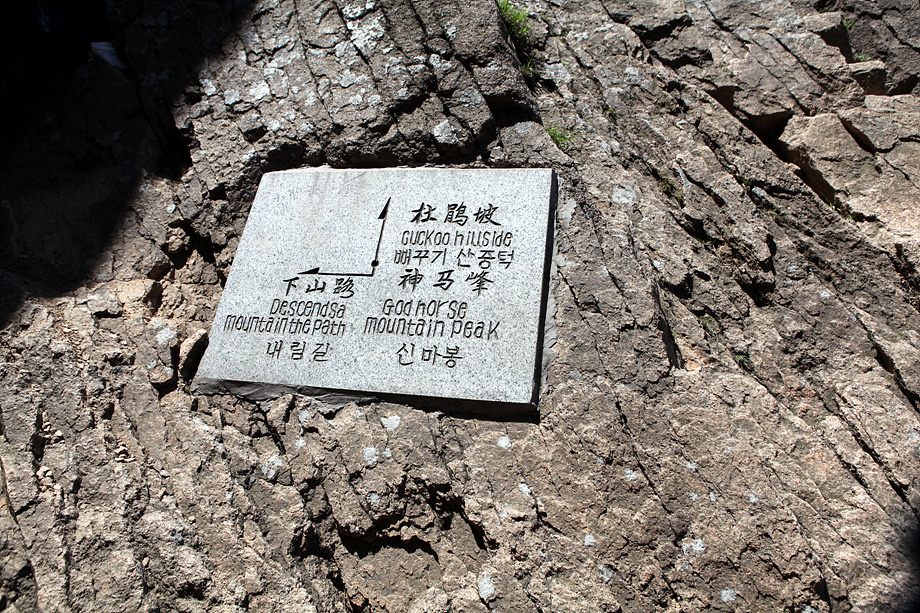 杜鹃坡
cuckoo hillside
뻐꾸기 산중턱
神马峰
God horse
mountain peak
신마봉
下山路
Descendsa
mountain the path
내림길